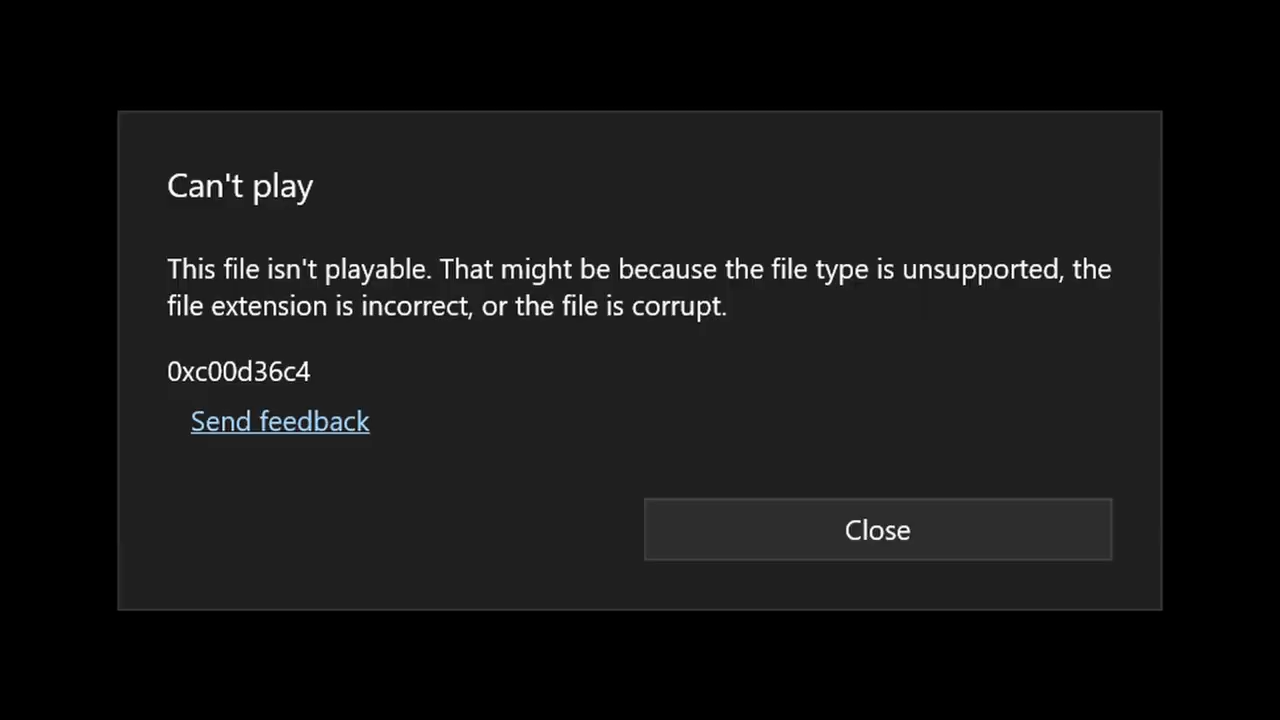 Can't play
This file isn't playable. That might be because the file type is unsupported, the
file extension is incorrect, or the file is corrupt.
0xc00d36c4
Send feedback
Close